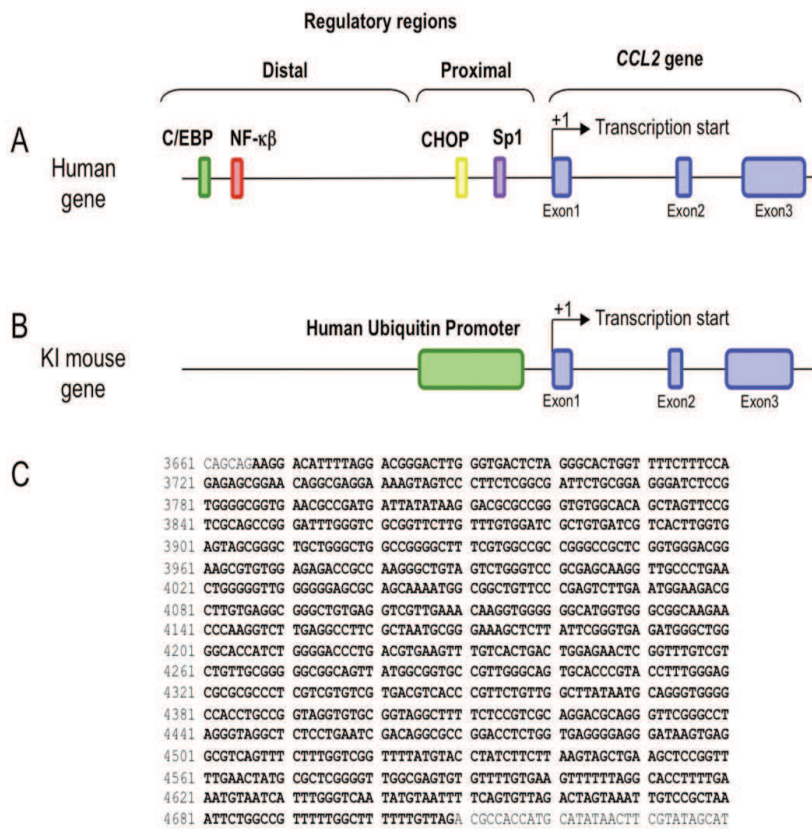 Regulatory regions
Distal Proximal CCL2 gene
A
Human gene
C/EBP NF-κβ CHOP Sp1 +1 Transcription start
Exon1 Exon2 Exon3
B
KI mouse gene
Human Ubiquitin Promoter +1 Transcription start
Exon1 Exon2 Exon3
C
3661 CAGCAGAAGG ACATTTTAGG ACGGGACTTG GGTGACTCTA GGGCACTGGT TTTCTTTCCA
3721 GAGAGCGGAA CAGGCGAGGA AAAGTAGTCC CTTCTCGGCG ATTCTGCGGA GGGATCTCCG
3781 TGGGGCGGTG AACGCCGATG ATTATATAAG GACGCGCCGG GTGTGGCACA GCTAGTTCCG
3841 TCGCAGCCGG GATTTGGGTC GCGGTTCTTG TTTGTGGATC GCTGTGATCG TCACTTGGTG
3901 AGTAGCGGGC TGCTGGGCTG GCCGGGGCTT TCGTGGCCGC CGGGCCGCTC GGTGGGACGG
3961 AAGCGTGTGG AGAGACCGCC AAGGGCTGTA GTCTGGGTCC GCGAGCAAGG TTGCCCTGAA
4021 CTGGGGGTTG GGGGGAGCGC AGCAAAATGG CGGCTGTTCC CGAGTCTTGA ATGGAAGACG
4081 CTTGTGAGGC GGGCTGTGAG GTCGTTGAAA CAAGGTGGGG GGCATGGTGG GCGGCAAGAA
4141 CCCAAGGTCT TGAGGCCTTC GCTAATGCGG GAAAGCTCTT ATTCGGGTGA GATGGGCTGG
4201 GGCACCATCT GGGGACCCTG ACGTGAAGTT TGTCACTGAC TGGAGAACTC GGTTTGTCGT
4261 CTGTTGCGGG GGCGGCAGTT ATGGCGGTGC CGTTGGGCAG TGCACCCGTA CCTTTGGGAG
4321 CGCGCGCCCT CGTCGTGTCG TGACGTCACC CGTTCTGTTG GCTTATAATG CAGGGTGGGG
4381 CCACCTGCCG GTAGGTGTGC GGTAGGCTTT TCTCCGTCGC AGGACGCAGG GTTCGGGCCT
4441 AGGGTAGGCT CTCCTGAATC GACAGGCGCC GGACCTCTGG TGAGGGGAGG GATAAGTGAG
4501 GCGTCAGTTT CTTTGGTCGG TTTTATGTAC CTATCTTCTT AAGTAGCTGA AGCTCCGGTT
4561 TTGAACTATG CGCTCGGGGT TGGCGAGTGT GTTTTGTGAA GTTTTTTAGG CACCTTTTGA
4621 AATGTAATCA TTTGGGTCAA TATGTAATTT TCAGTGTTAG ACTAGTAAAT TGTCCGCTAA
4681 ATTCTGGCCG TTTTTGGCTT TTTTGTTAGA CGCCACCATG CATATAACTT CGTATAGCAT